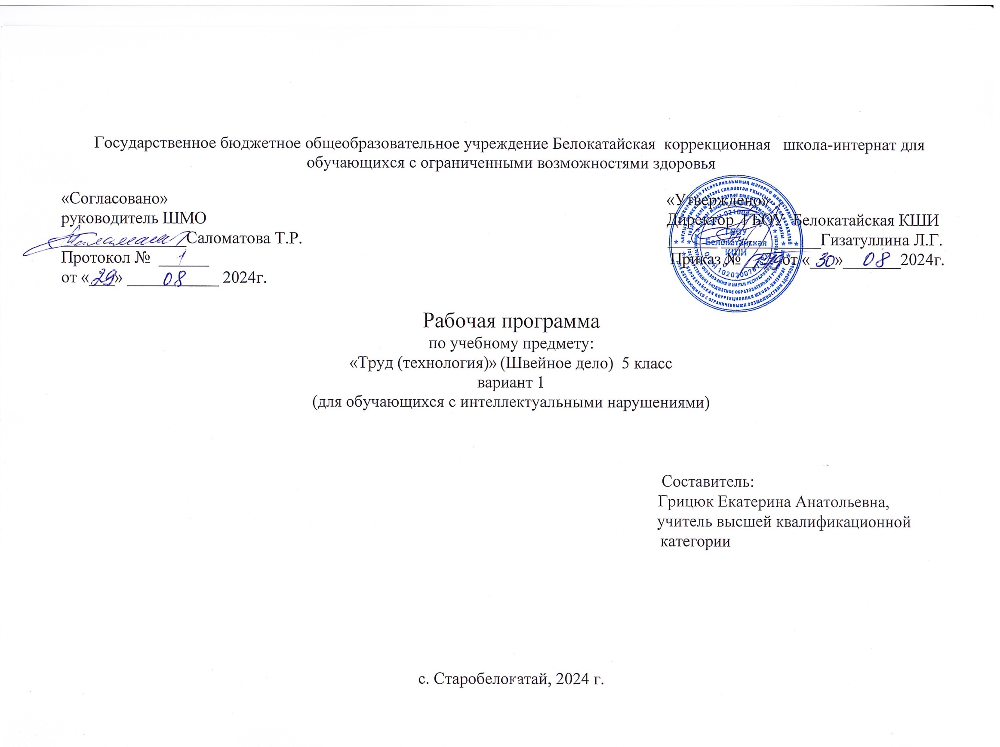 Государственное бюджетное общеобразовательное учреждение Белокатайская коррекционная школа-интернат для
обучающихся с ограниченными возможностями здоровья
«Согласовано»
руководитель ШМО
Саломатова Т.Р.
Протокол № 1
от «29» 08 2024г.
«Утверждено»
Директор ГБОУ Белокатайская КШИ
Гизатуллина Л.Г.
Приказ № от «30» 08 2024г.
ГБОУ
Белокатайская
КШИ
Рабочая программа
по учебному предмету:
«Труд (технология)» (Швейное дело) 5 класс
вариант 1
(для обучающихся с интеллектуальными нарушениями)
Составитель:
Грицюк Екатерина Анатольевна,
учитель высшей квалификационной
категории
с. Старобелокатай, 2024 г.